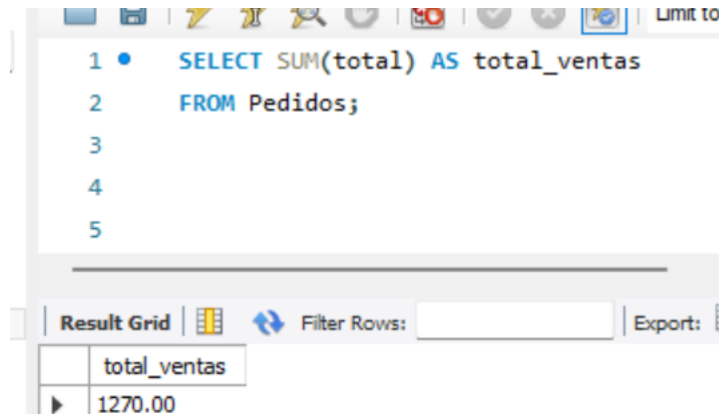 Limit to
1 SELECT SUM(total) AS total_ventas
2 FROM Pedidos;
3
4
5
Result Grid Filter Rows: Export:
total_ventas
1270.00